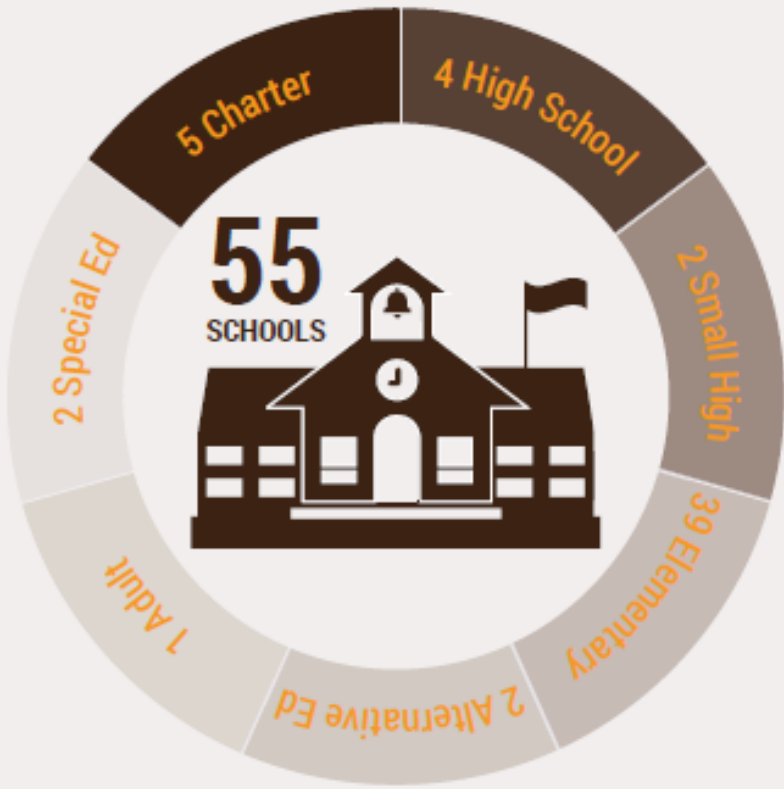 55
SCHOOLS
5 Charter
4 High School
2 Small High
39 Elementary
2 Alternative Ed
1 Adult
2 Special Ed